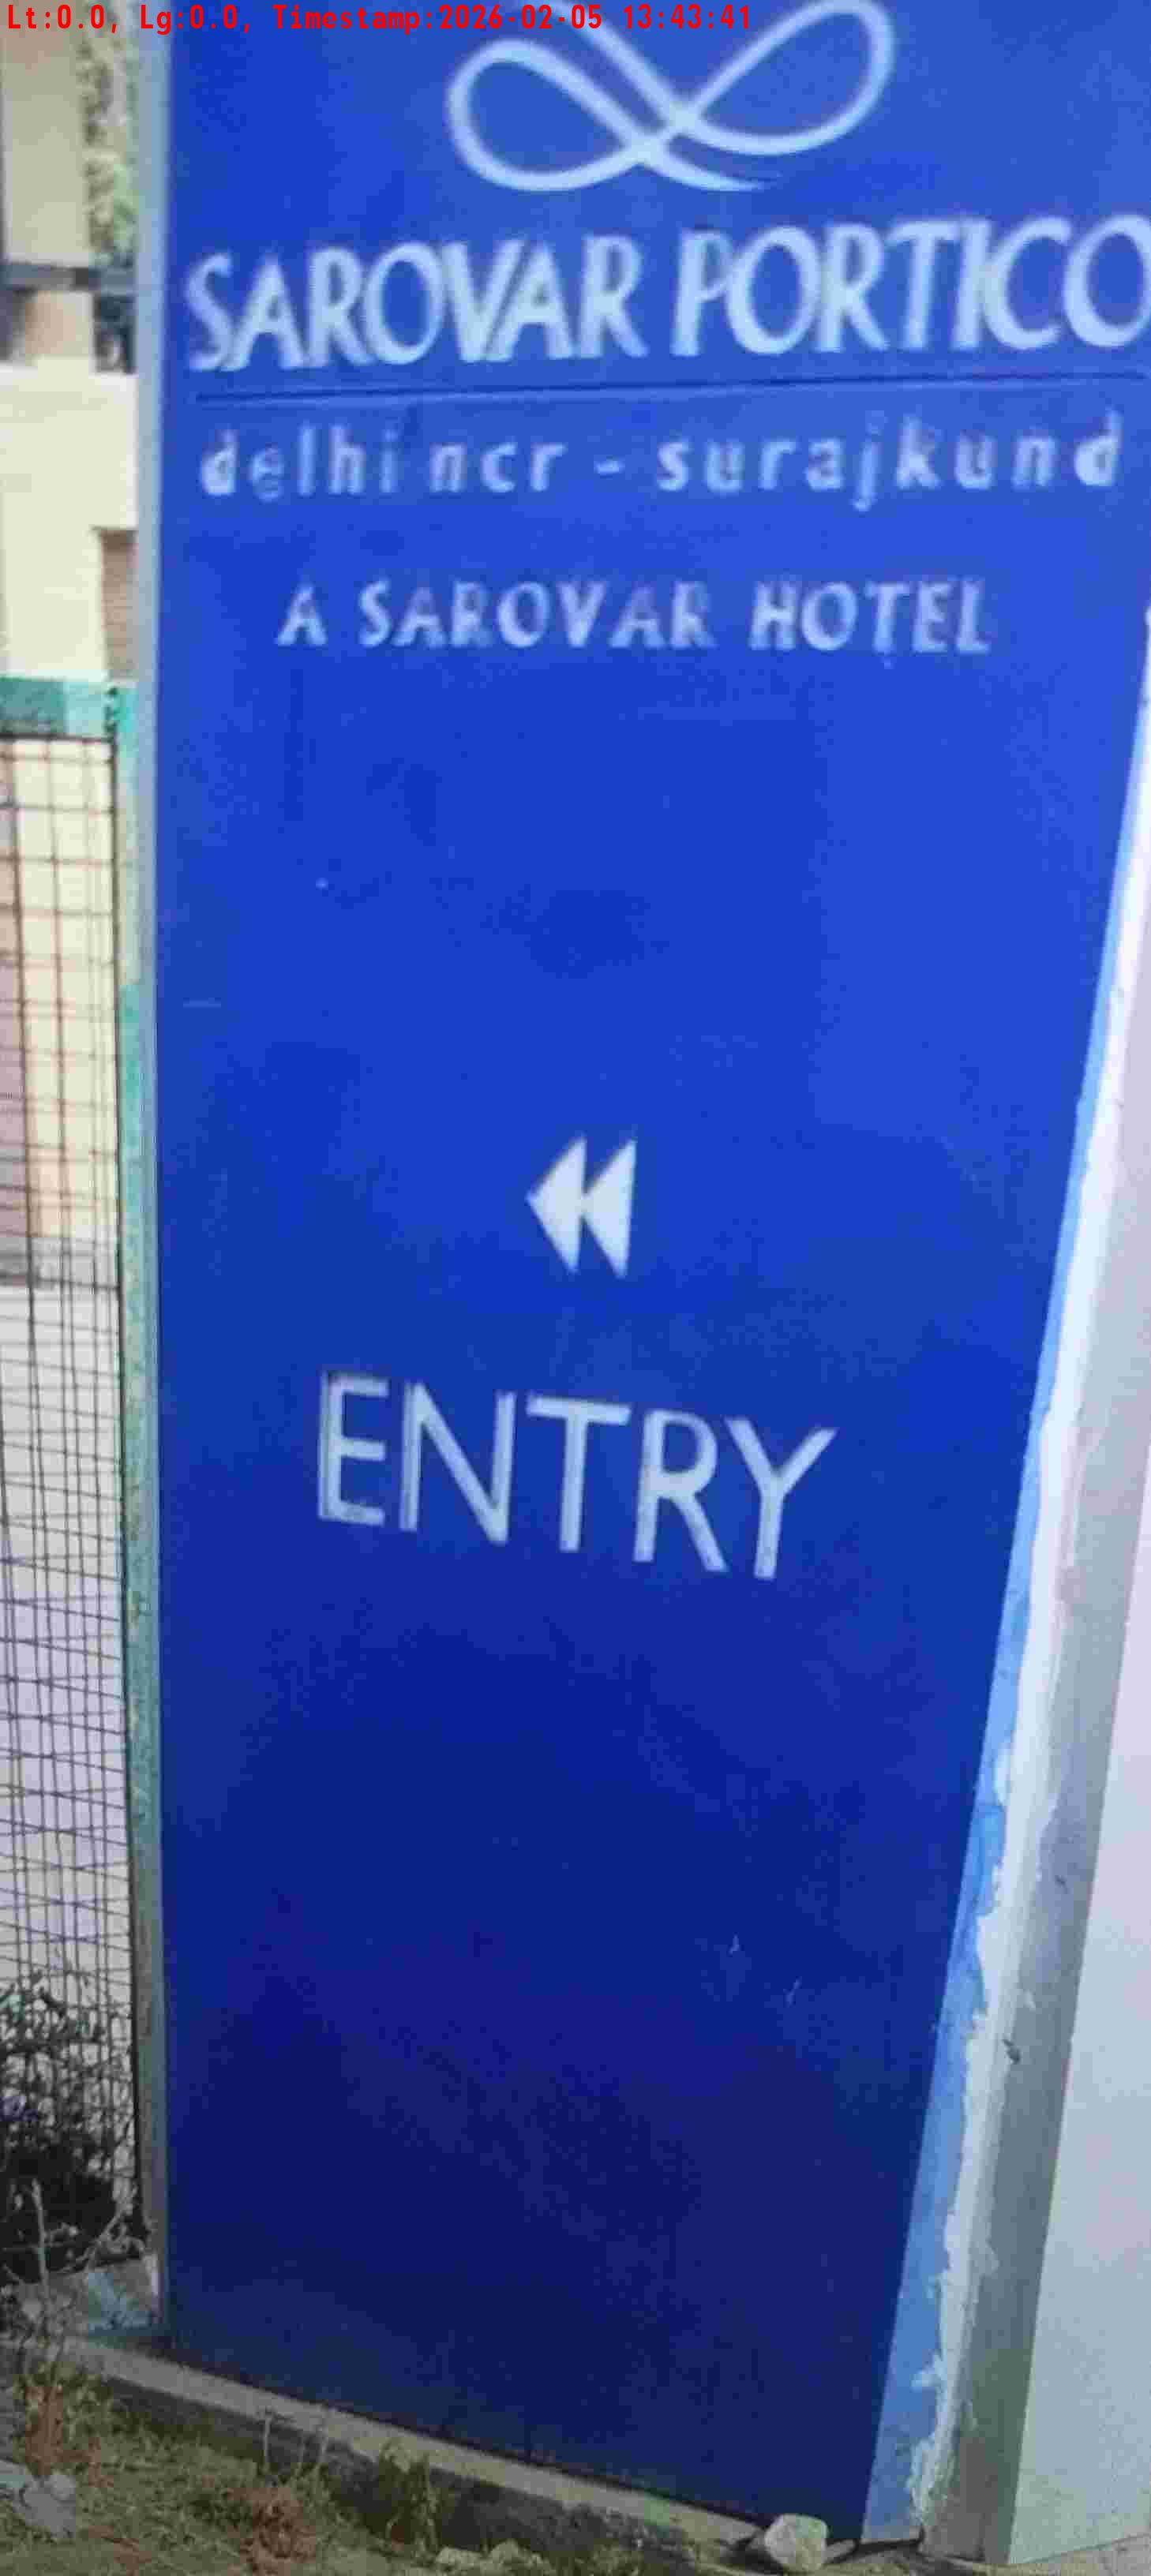 Lt:0.0, Lg:0.0, Timestamp:2026-02-05 13:43:41
SAROVAR PORTICO
delhi ncr - surajkund
A SAROVAR HOTEL
ENTRY